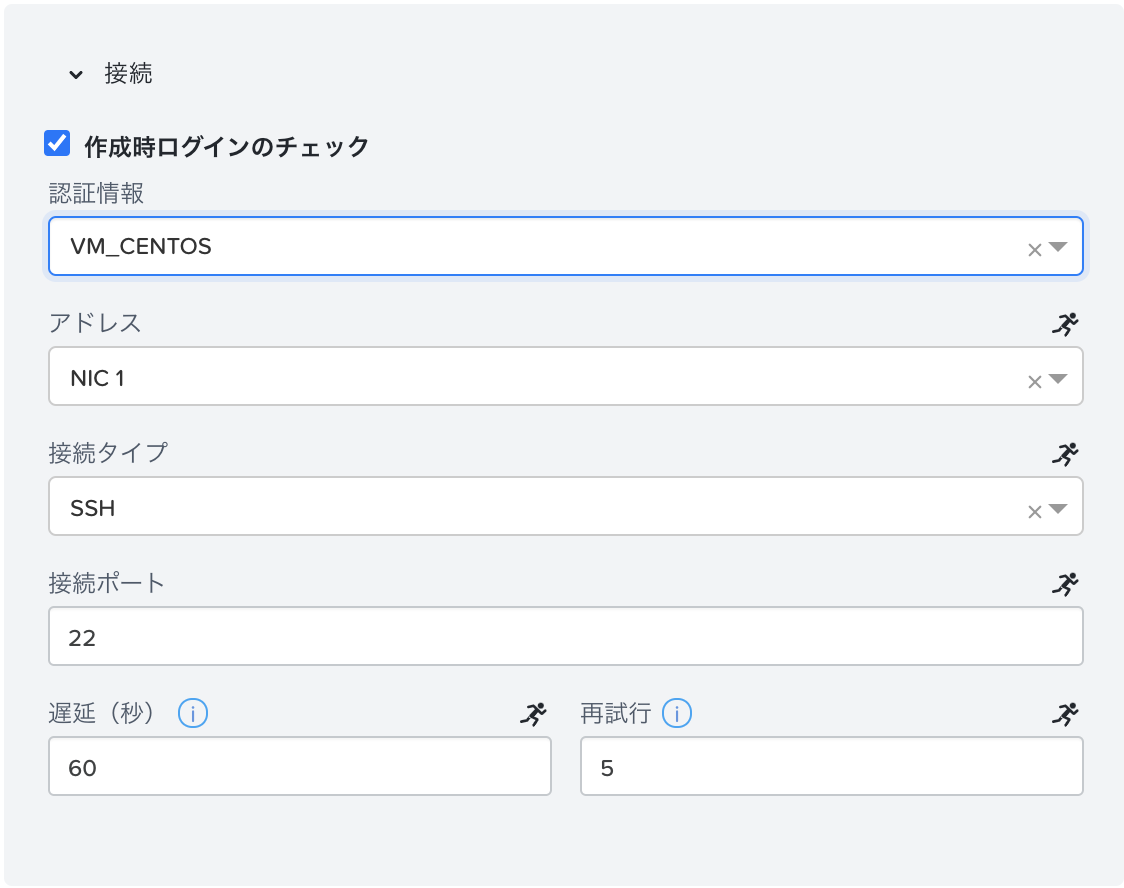 接続
作成時ログインのチェック
認証情報
VM_CENTOS
アドレス
NIC 1
接続タイプ
SSH
接続ポート
22
遅延（秒） i 再試行 i
60 5